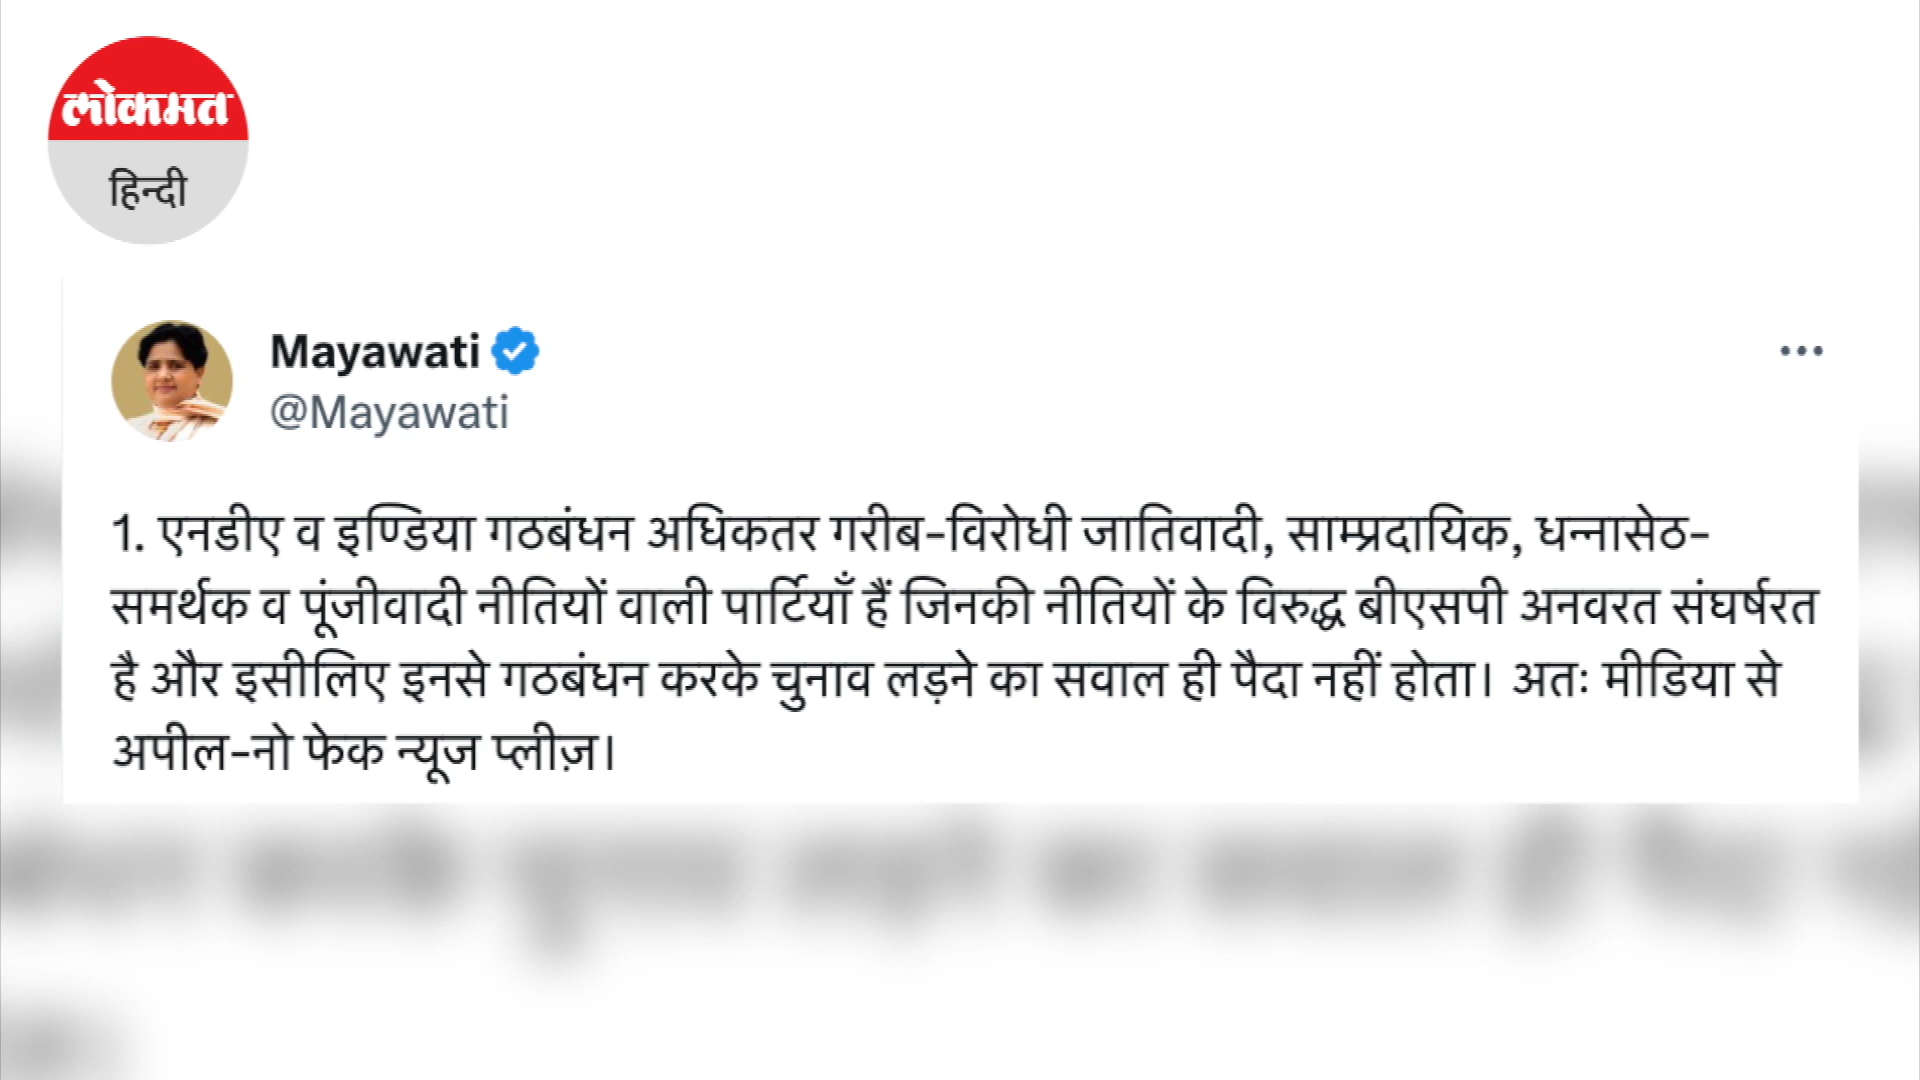 लोकमत
हिन्दी
Mayawati
@Mayawati
1. एनडीए व इण्डिया गठबंधन अधिकतर गरीब-विरोधी जातिवादी, साम्प्रदायिक, धन्नासेठ-
समर्थक व पूंजीवादी नीतियों वाली पार्टियाँ हैं जिनकी नीतियों के विरुद्ध बीएसपी अनवरत संघर्षरत
है और इसीलिए इनसे गठबंधन करके चुनाव लड़ने का सवाल ही पैदा नहीं होता। अतः मीडिया से
अपील-नो फेक न्यूज प्लीज़।